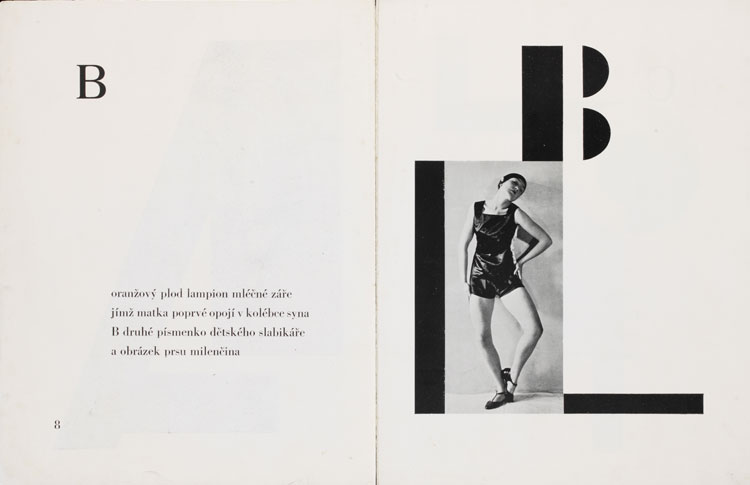 B
oranžový plod lampion mléčné záře
jímž matka poprvé opojí v kolébce syna
B druhé písmenko dětského slabikáře
a obrázek prsu milenčina
8
B